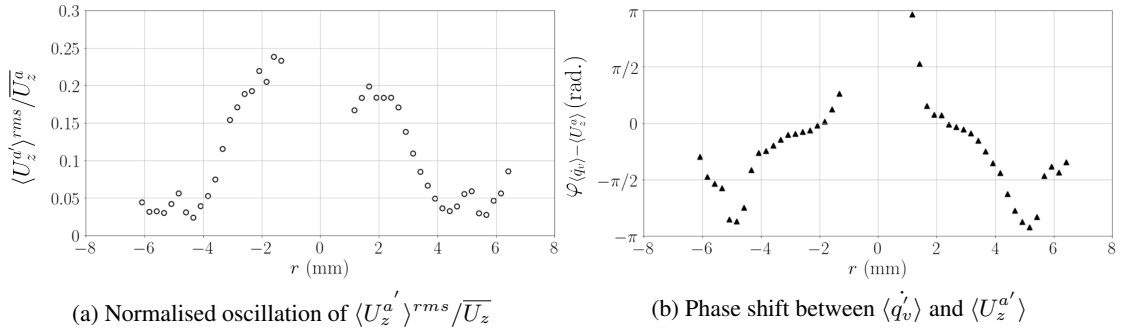 0.3
0.25
0.2
0.15
0.1
0.05
0
−8 −6 −4 −2 0 2 4 6 8
r (mm)
⟨U_z^{a′}⟩^{rms}/\overline{U_z^a}
π
π/2
0
−π/2
−π
−8 −6 −4 −2 0 2 4 6 8
r (mm)
φ_{⟨q̇_v⟩−⟨U_z^a⟩} (rad.)
(a) Normalised oscillation of ⟨U_z^{a′}⟩^{rms}/\overline{U_z}
(b) Phase shift between ⟨\dot{q_v′}⟩ and ⟨U_z^{a′}⟩